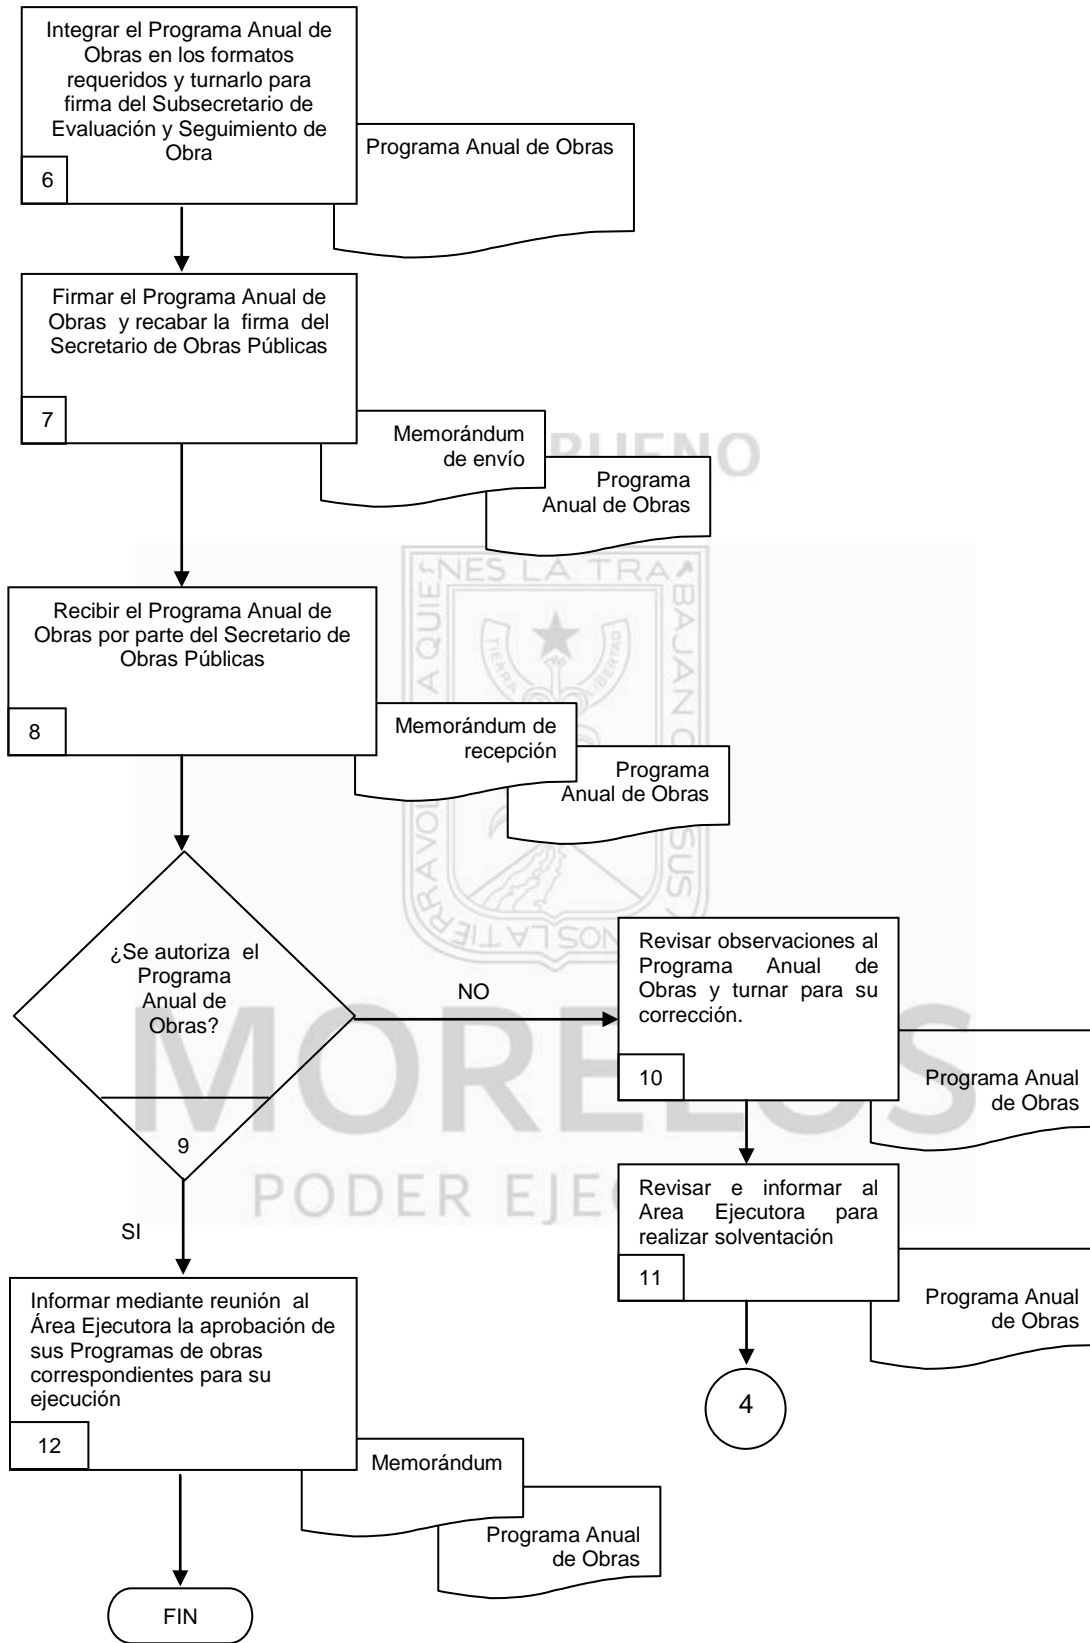 Integrar el Programa Anual de
Obras en los formatos
requeridos y turnarlo para
firma del Subsecretario de
Evaluación y Seguimiento de
Obra
6
Programa Anual de Obras
Firmar el Programa Anual de
Obras y recabar la firma del
Secretario de Obras Públicas
7
Memorándum
de envío
Programa
Anual de Obras
Recibir el Programa Anual de
Obras por parte del Secretario de
Obras Públicas
8
Memorándum de
recepción
Programa
Anual de Obras
¿Se autoriza el
Programa
Anual de
Obras?
9
NO
Revisar observaciones al
Programa Anual de
Obras y turnar para su
corrección.
10
Programa Anual
de Obras
Revisar e informar al
Area Ejecutora para
realizar solventación
11
Programa Anual
de Obras
4
SI
Informar mediante reunión al
Área Ejecutora la aprobación de
sus Programas de obras
correspondientes para su
ejecución
12
Memorándum
Programa Anual
de Obras
FIN
TIERRA
LIBERTAD
MORELOS
PODER